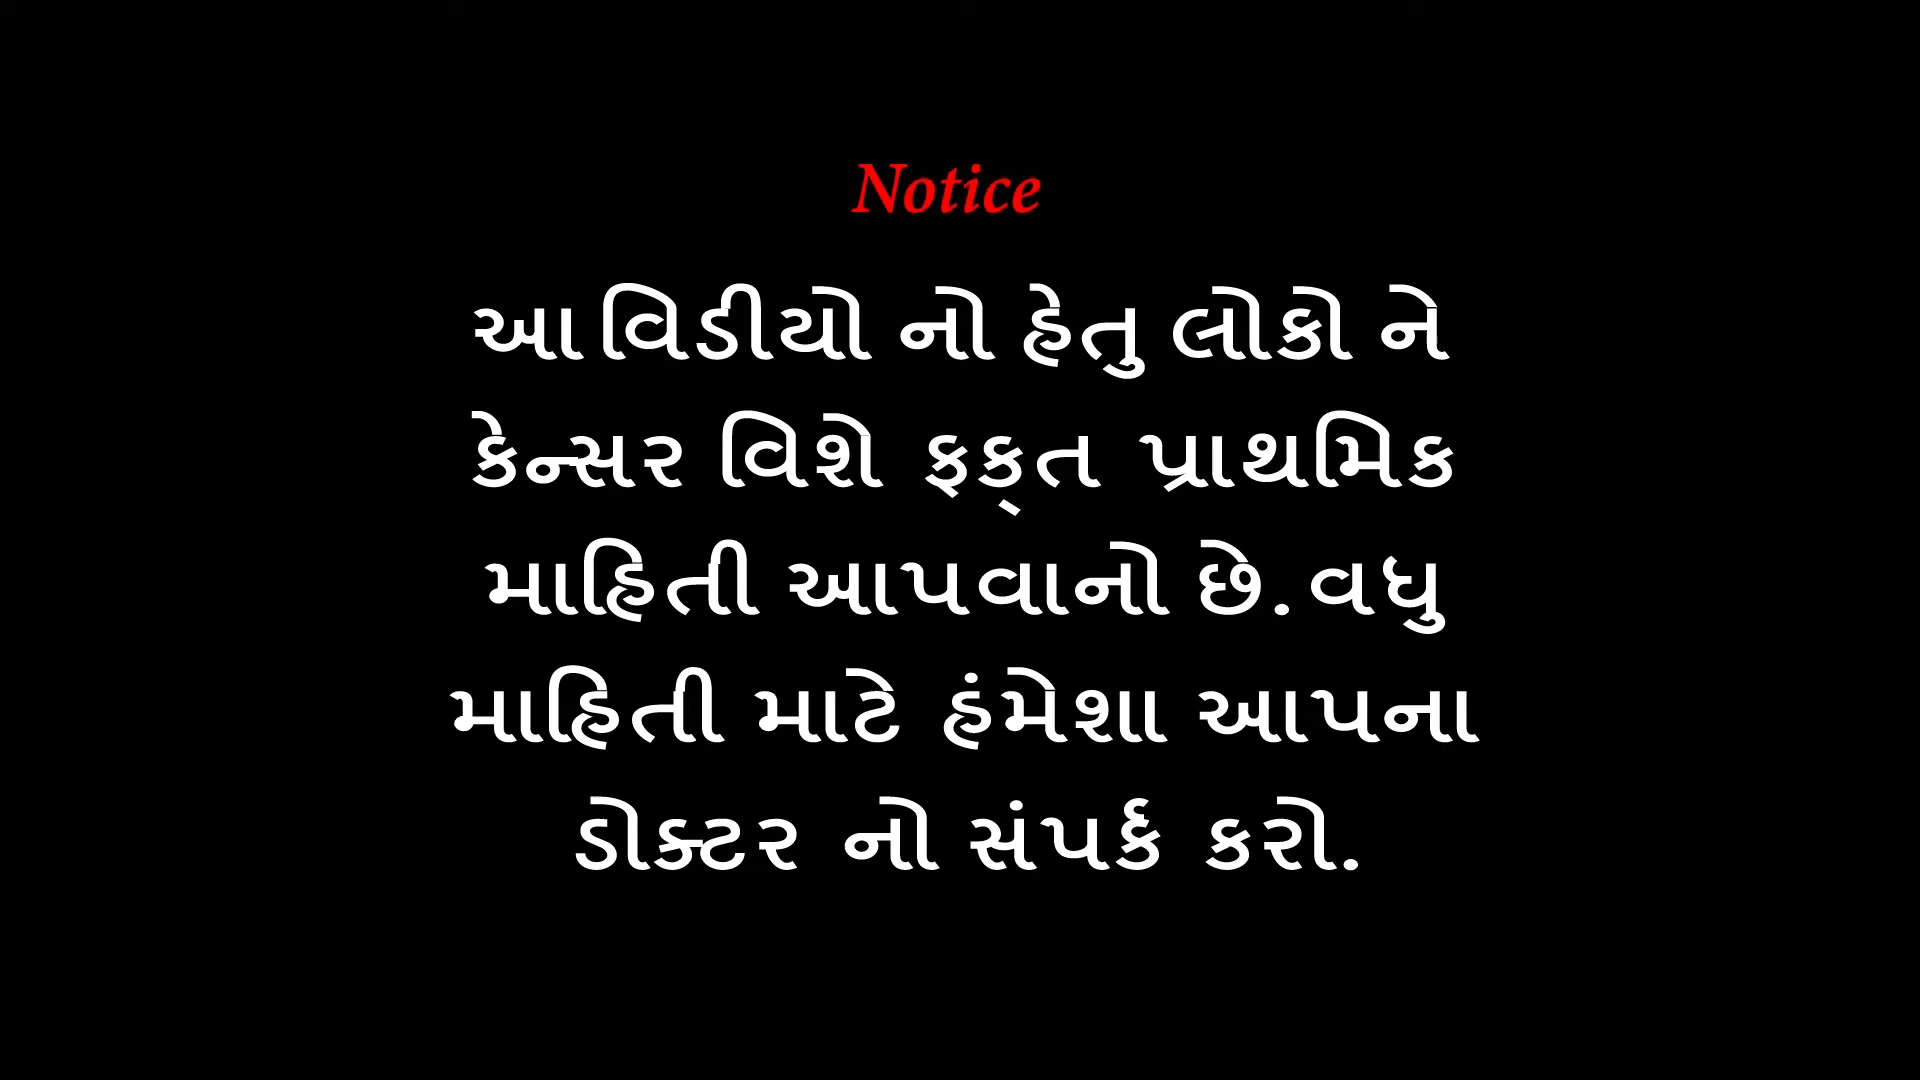 Notice
આ વિડીયો નો હેતુ લોકો ને
કેન્સર વિશે ફક્ત પ્રાથમિક
માહિતી આપવાનો છે. વધુ
માહિતી માટે હંમેશા આપના
ડોક્ટર નો સંપર્ક કરો.